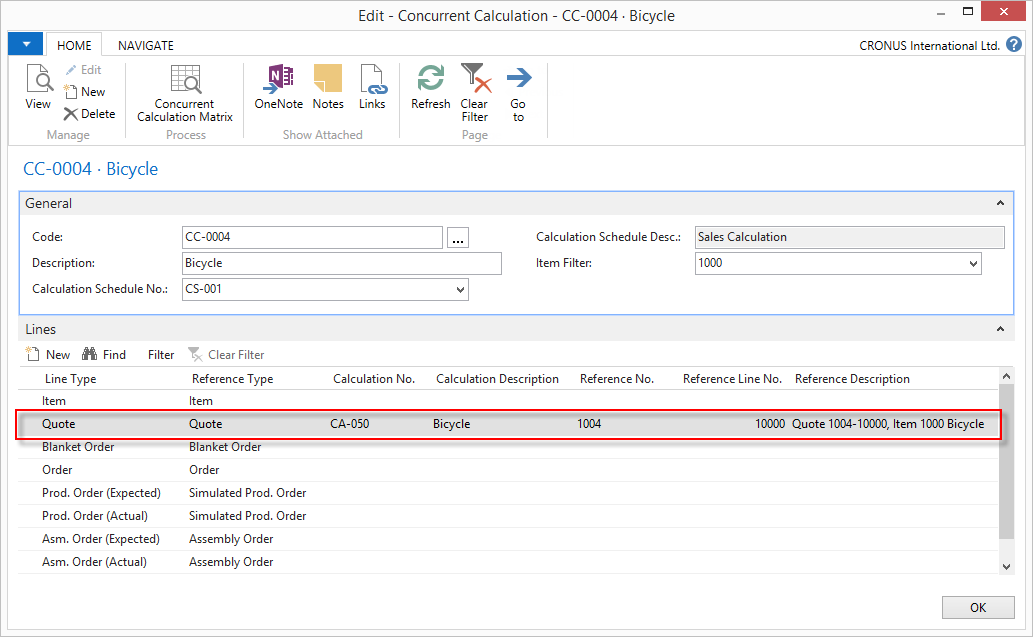 Edit - Concurrent Calculation - CC-0004 · Bicycle
HOME NAVIGATE CRONUS International Ltd. ?
View
Edit
New
Delete
Manage
Concurrent
Calculation Matrix
Process
OneNote Notes Links
Show Attached
Refresh
Clear
Filter
Go
to
Page
CC-0004 · Bicycle
General
Code: CC-0004 ... Calculation Schedule Desc.: Sales Calculation
Description: Bicycle Item Filter: 1000
Calculation Schedule No.: CS-001
Lines
New Find Filter Clear Filter
Line Type Reference Type Calculation No. Calculation Description Reference No. Reference Line No. Reference Description
Item Item
Quote Quote CA-050 Bicycle 1004 10000 Quote 1004-10000, Item 1000 Bicycle
Blanket Order Blanket Order
Order Order
Prod. Order (Expected) Simulated Prod. Order
Prod. Order (Actual) Simulated Prod. Order
Asm. Order (Expected) Assembly Order
Asm. Order (Actual) Assembly Order
OK